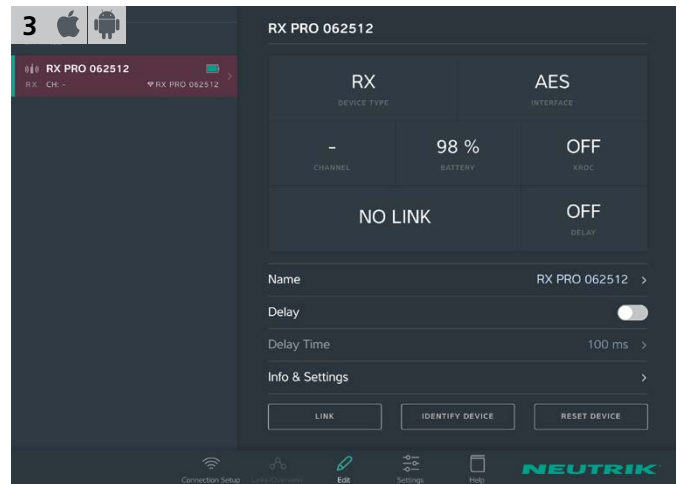 3
RX PRO 062512
RX CH: - RX PRO 062512
RX PRO 062512
RX
DEVICE TYPE
AES
INTERFACE
-
CHANNEL
98 %
BATTERY
OFF
XROC
NO LINK
OFF
DELAY
Name RX PRO 062512 >
Delay
Delay Time 100 ms >
Info & Settings >
LINK IDENTIFY DEVICE RESET DEVICE
Connection Setup Links Overview Edit Settings Help NEUTRIK